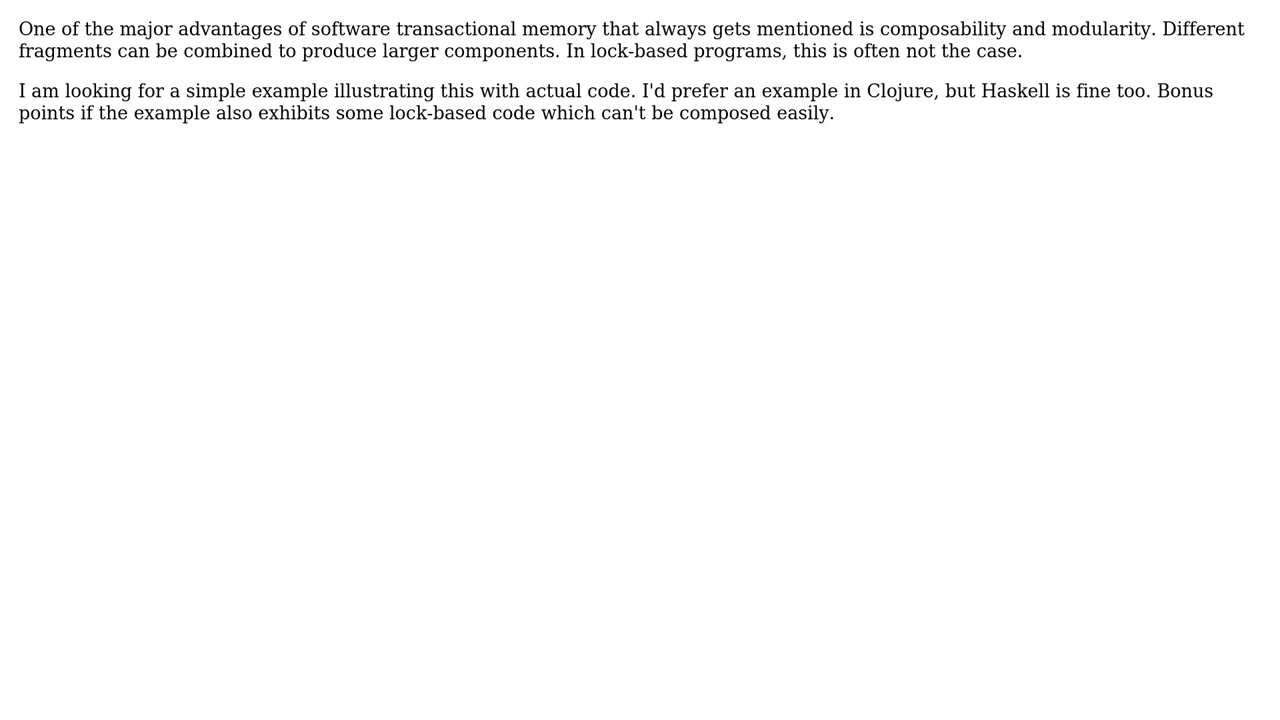 One of the major advantages of software transactional memory that always gets mentioned is composability and modularity. Different
fragments can be combined to produce larger components. In lock-based programs, this is often not the case.
I am looking for a simple example illustrating this with actual code. I'd prefer an example in Clojure, but Haskell is fine too. Bonus
points if the example also exhibits some lock-based code which can't be composed easily.